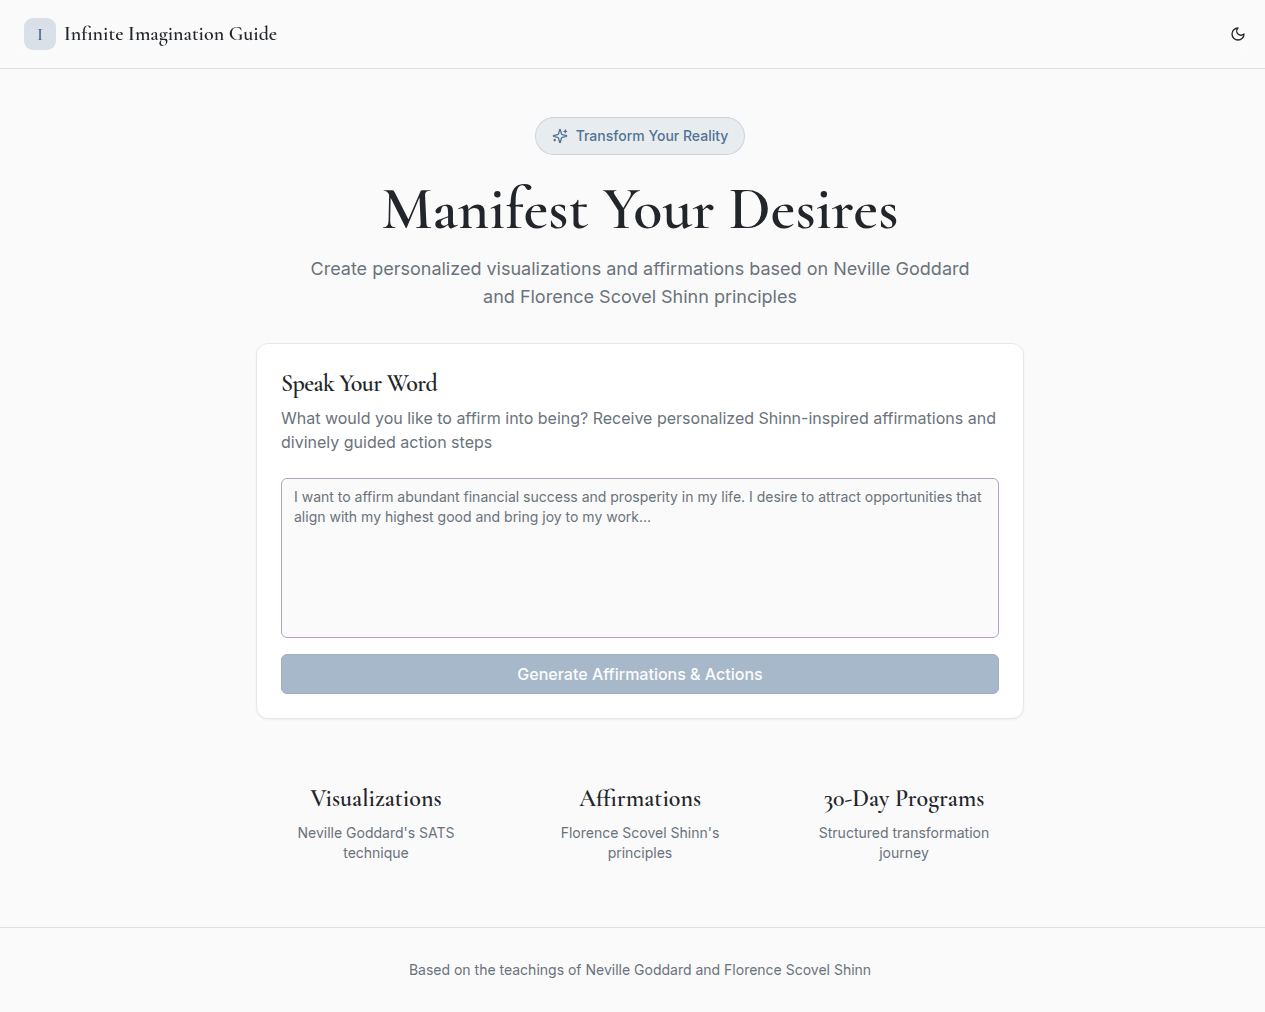 I
Infinite Imagination Guide
Transform Your Reality
Manifest Your Desires
Create personalized visualizations and affirmations based on Neville Goddard
and Florence Scovel Shinn principles
Speak Your Word
What would you like to affirm into being? Receive personalized Shinn-inspired affirmations and
divinely guided action steps
I want to affirm abundant financial success and prosperity in my life. I desire to attract opportunities that
align with my highest good and bring joy to my work...
Generate Affirmations & Actions
Visualizations
Neville Goddard's SATS
technique
Affirmations
Florence Scovel Shinn's
principles
30-Day Programs
Structured transformation
journey
Based on the teachings of Neville Goddard and Florence Scovel Shinn